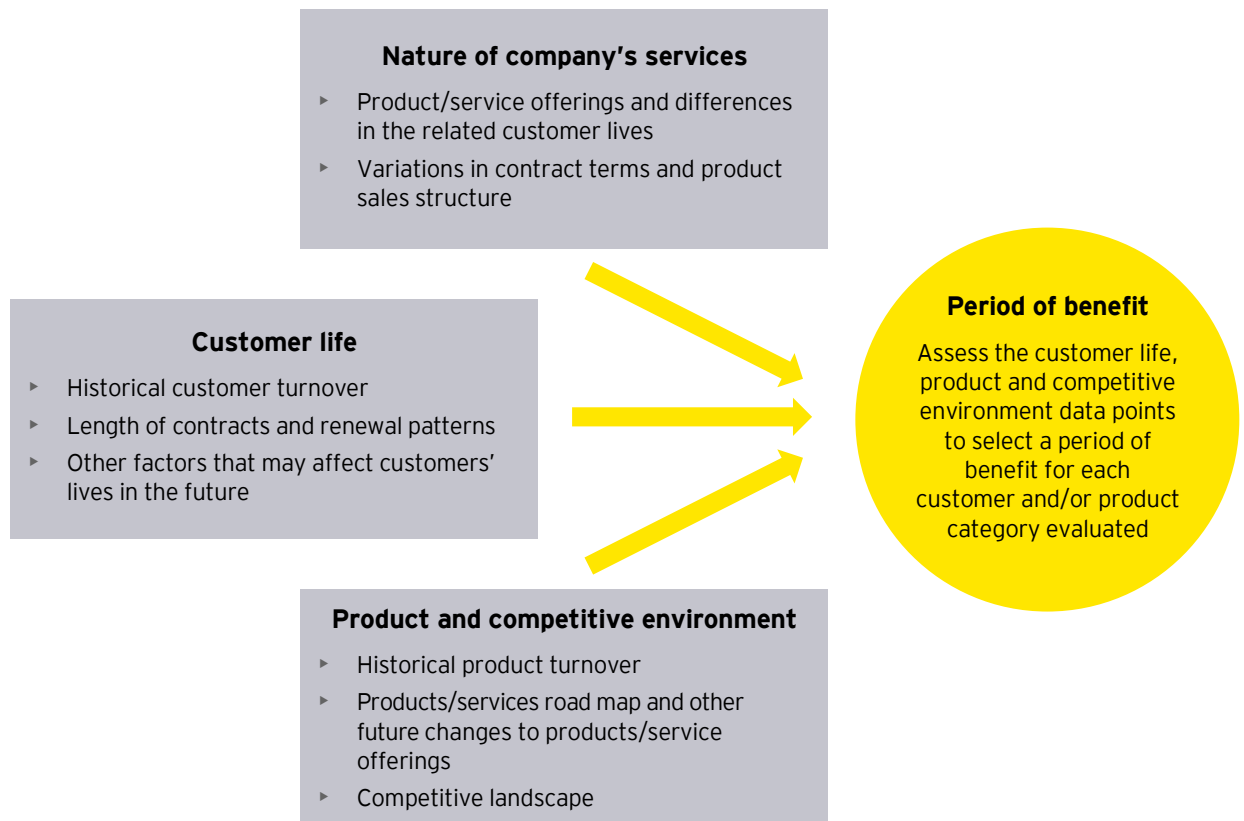 Nature of company's services
▸ Product/service offerings and differences
in the related customer lives
▸ Variations in contract terms and product
sales structure
Customer life
▸ Historical customer turnover
▸ Length of contracts and renewal patterns
▸ Other factors that may affect customers'
lives in the future
Product and competitive environment
▸ Historical product turnover
▸ Products/services road map and other
future changes to products/service
offerings
▸ Competitive landscape
Period of benefit
Assess the customer life,
product and competitive
environment data points
to select a period of
benefit for each
customer and/or product
category evaluated